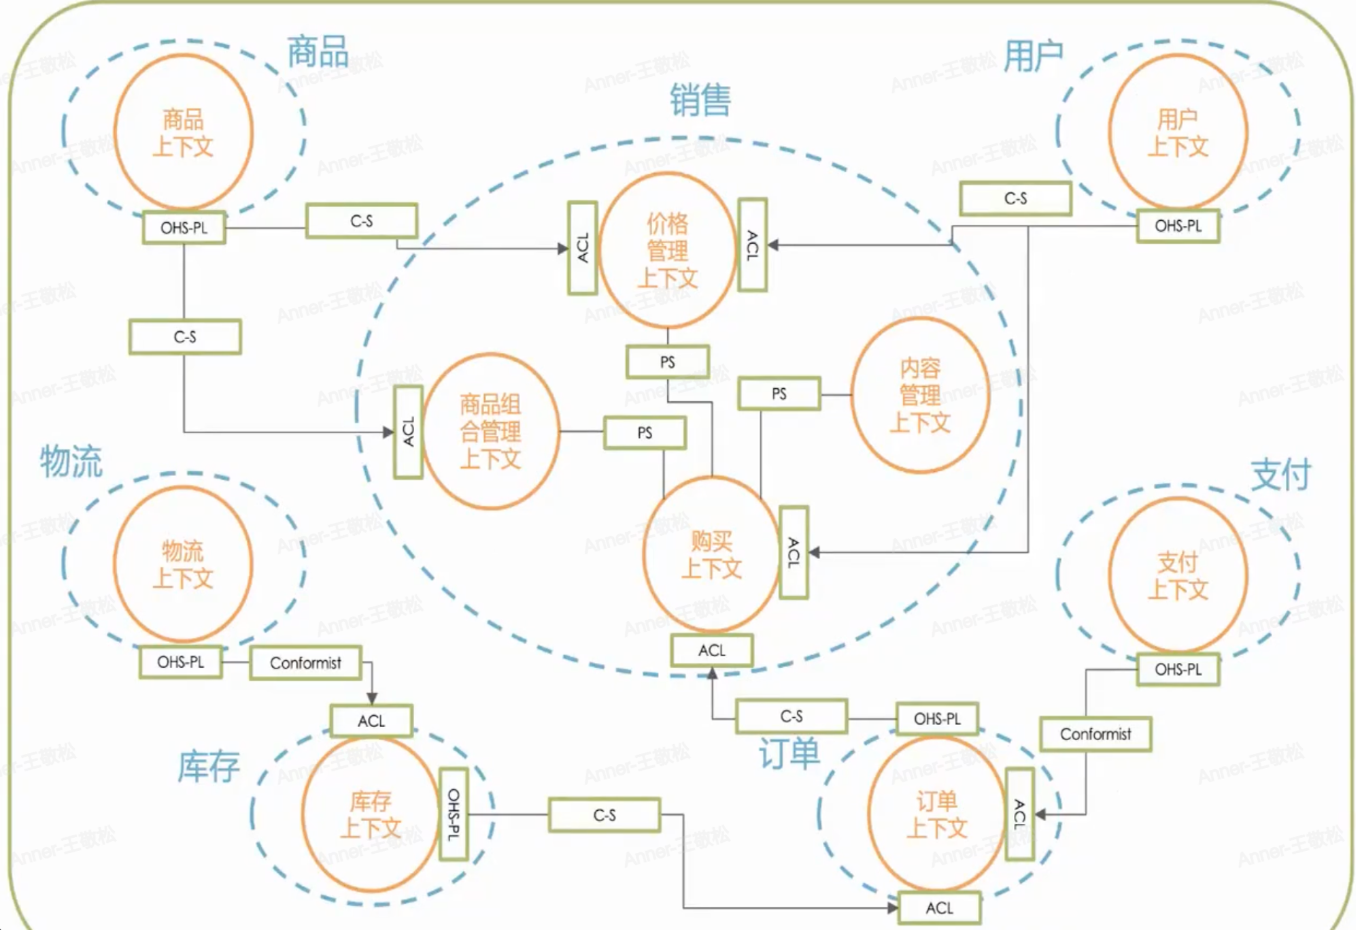 商品
用户
销售
商品
上下文
用户
上下文
C-S
OHS-PL
C-S
ACL
价格
管理
上下文
ACL
OHS-PL
C-S
PS
内容
管理
上下文
PS
ACL
商品组
合管理
上下文
PS
物流
支付
物流
上下文
购买
上下文
ACL
支付
上下文
OHS-PL
Conformist
ACL
OHS-PL
ACL
C-S
OHS-PL
Conformist
库存
订单
库存
上下文
OHS-PL
C-S
订单
上下文
ACL
ACL
Anner-王敬松